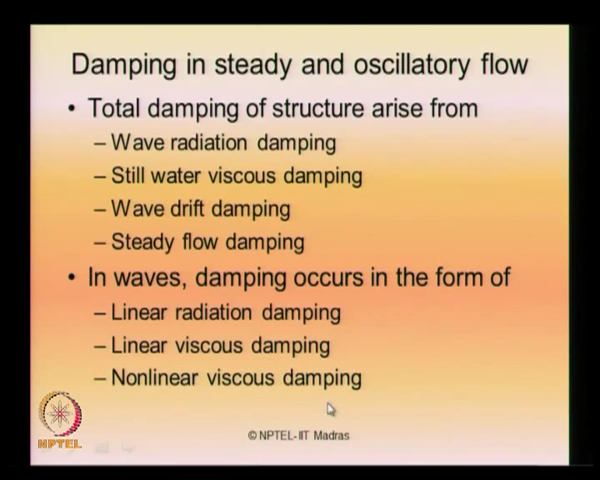 Damping in steady and oscillatory flow
• Total damping of structure arise from
– Wave radiation damping
– Still water viscous damping
– Wave drift damping
– Steady flow damping
• In waves, damping occurs in the form of
– Linear radiation damping
– Linear viscous damping
– Nonlinear viscous damping
NPTEL
© NPTEL- IIT Madras